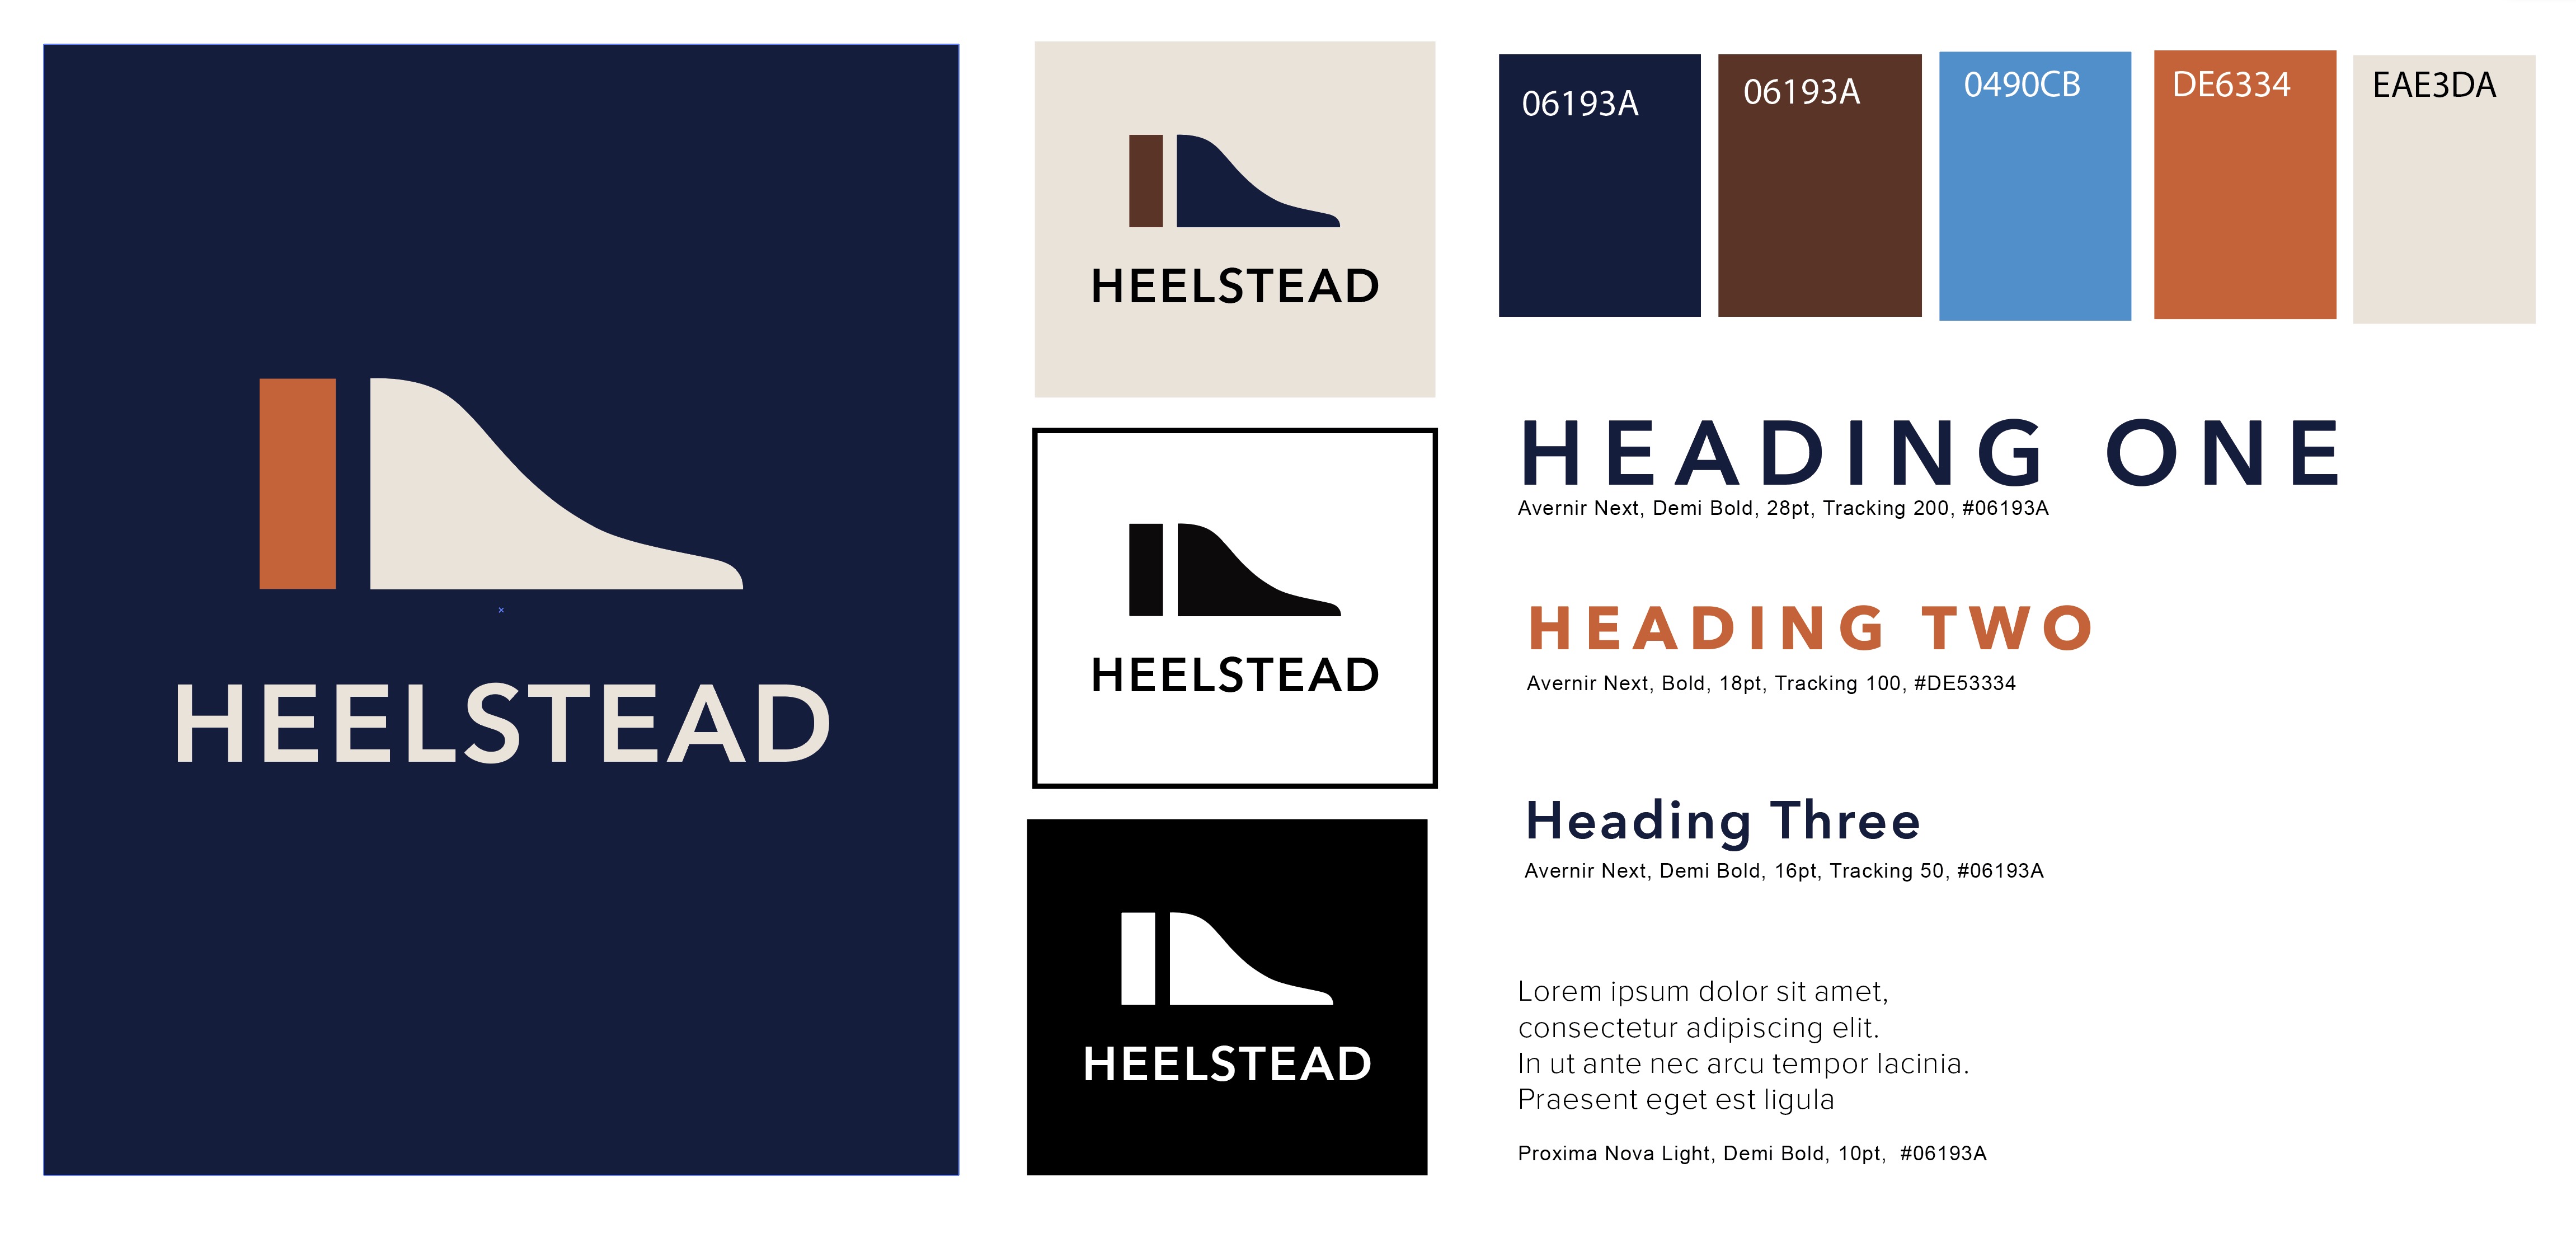 HEELSTEAD
HEELSTEAD
HEELSTEAD
HEELSTEAD
06193A
06193A
0490CB
DE6334
EAE3DA
HEADING ONE
Avernir Next, Demi Bold, 28pt, Tracking 200, #06193A
HEADING TWO
Avernir Next, Bold, 18pt, Tracking 100, #DE53334
Heading Three
Avernir Next, Demi Bold, 16pt, Tracking 50, #06193A
Lorem ipsum dolor sit amet,
consectetur adipiscing elit.
In ut ante nec arcu tempor lacinia.
Praesent eget est ligula
Proxima Nova Light, Demi Bold, 10pt,  #06193A